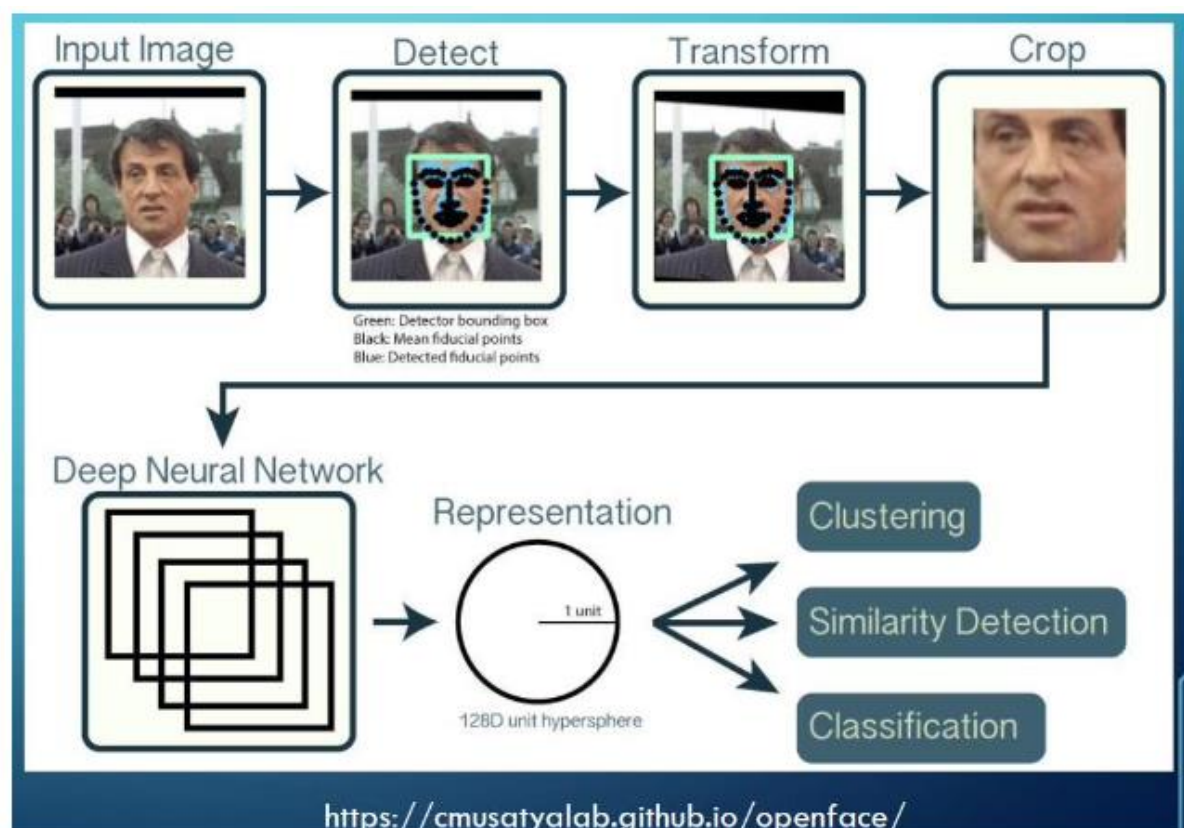 Input Image
Detect
Transform
Crop
Green: Detector bounding box
Black: Mean fiducial points
Blue: Detected fiducial points
Deep Neural Network
Representation
1 unit
128D unit hypersphere
Clustering
Similarity Detection
Classification
https://cmusatyalab.github.io/openface/